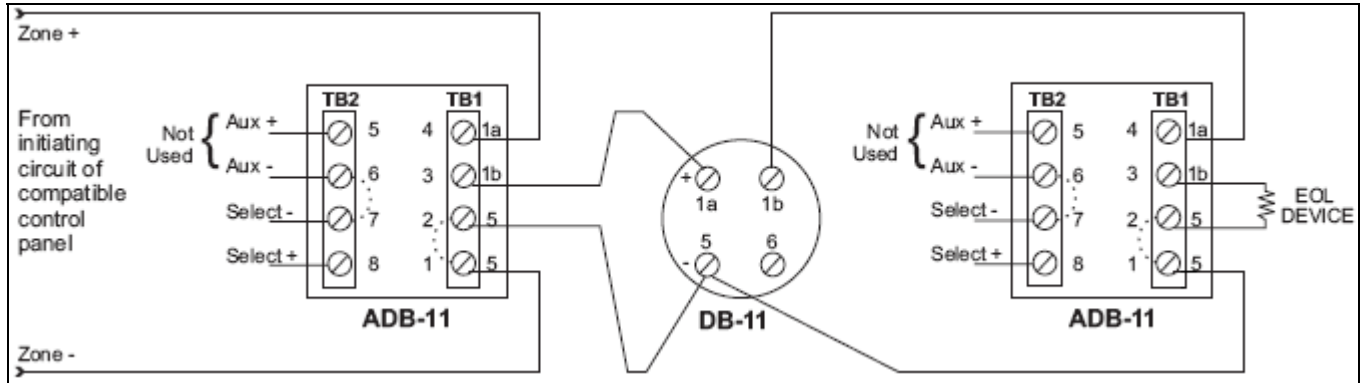 Zone +
From
initiating
circuit of
compatible
control
panel
Zone -
Not
Used
Aux +
Aux -
Select -
Select +
TB2
5
6
7
8
TB1
4
3
2
1
1a
1b
5
5
ADB-11
+
1a
1b
5
6
-
DB-11
Not
Used
Aux +
Aux -
Select -
Select +
TB2
5
6
7
8
TB1
4
3
2
1
1a
1b
5
5
ADB-11
EOL
DEVICE